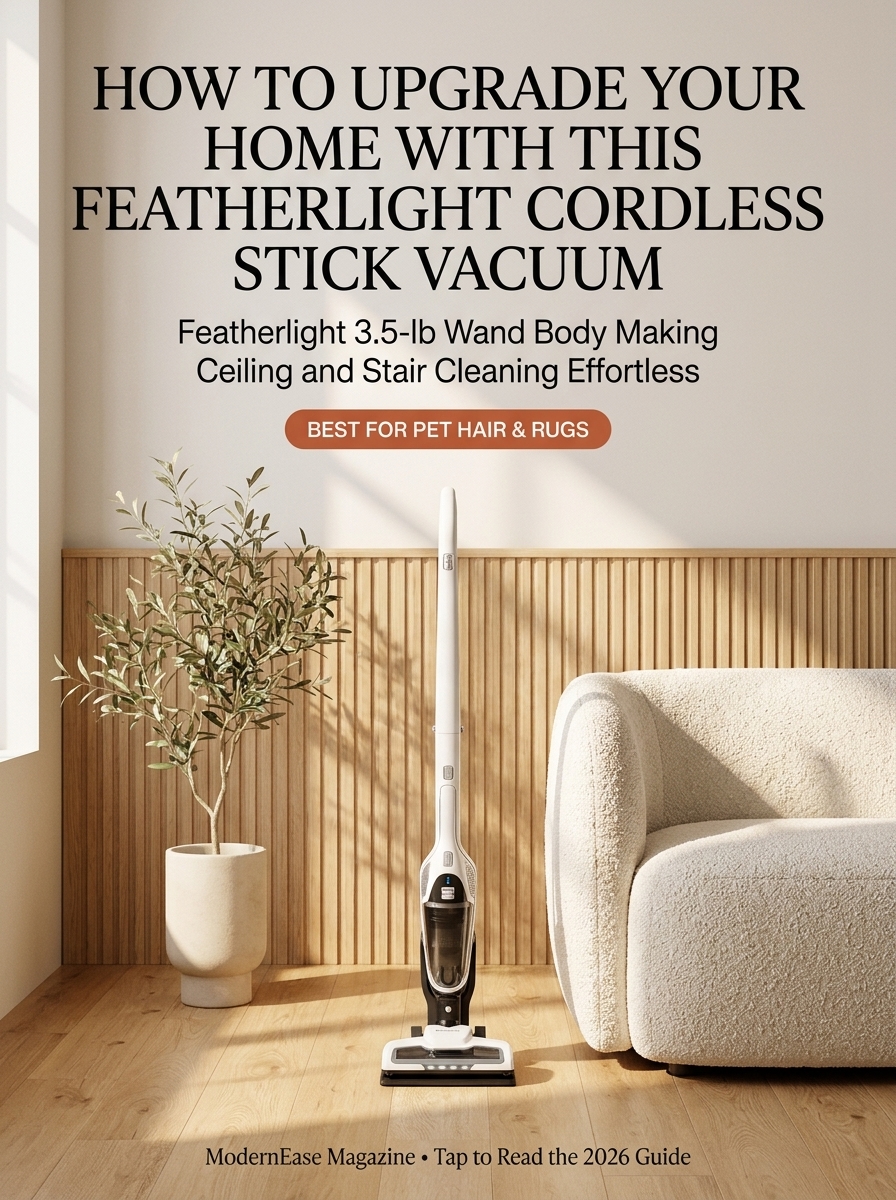 HOW TO UPGRADE YOUR
HOME WITH THIS
FEATHERLIGHT CORDLESS
STICK VACUUM
Featherlight 3.5-lb Wand Body Making
Ceiling and Stair Cleaning Effortless
BEST FOR PET HAIR & RUGS
ModernEase Magazine • Tap to Read the 2026 Guide